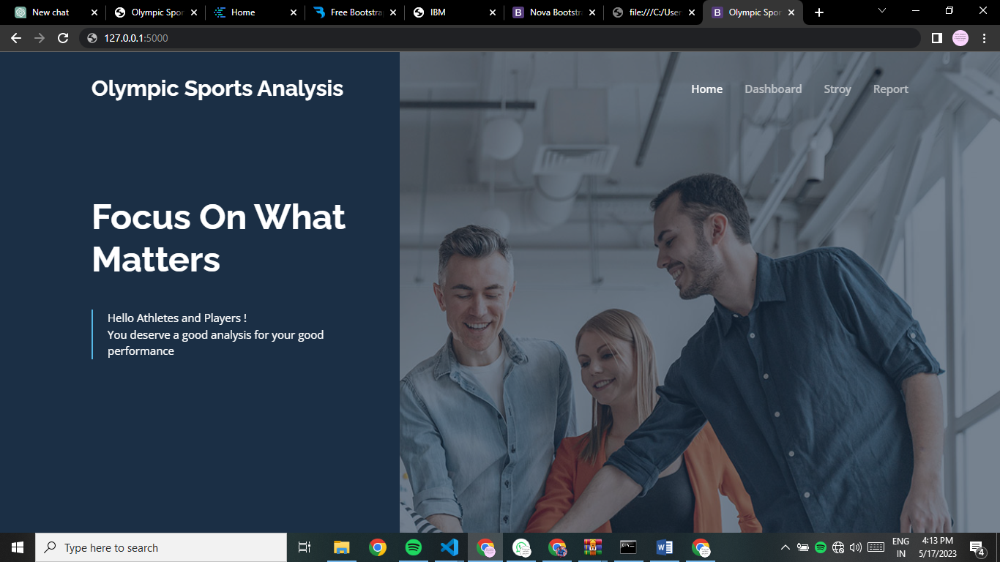 New chat
Olympic Spor
Home
Free Bootstra
IBM
Nova Bootstra
file:///C:/User
Olympic Spor
127.0.0.1:5000
Olympic Sports Analysis
Home
Dashboard
Stroy
Report
Focus On What
Matters
Hello Athletes and Players !
You deserve a good analysis for your good
performance
Type here to search
ENG
IN
4:13 PM
5/17/2023
4